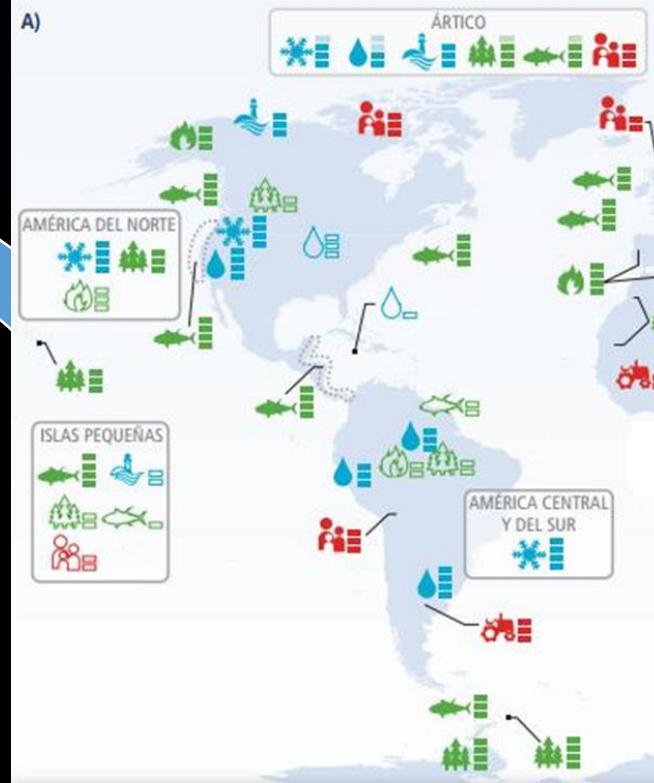 A)
ÁRTICO
AMÉRICA DEL NORTE
ISLAS PEQUEÑAS
AMÉRICA CENTRAL
Y DEL SUR